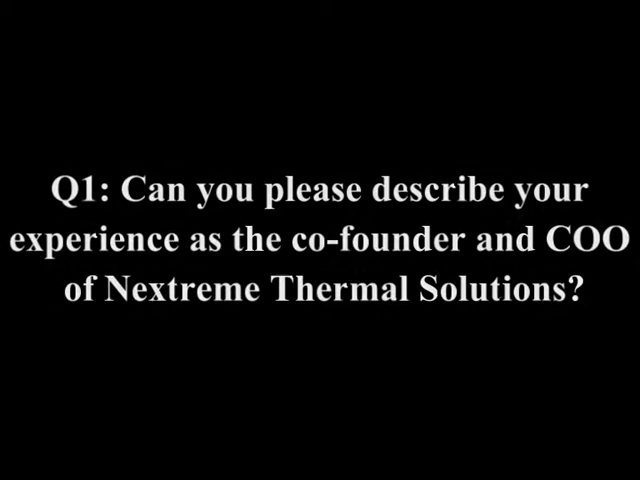 Q1: Can you please describe your
experience as the co-founder and COO
of Nextreme Thermal Solutions?